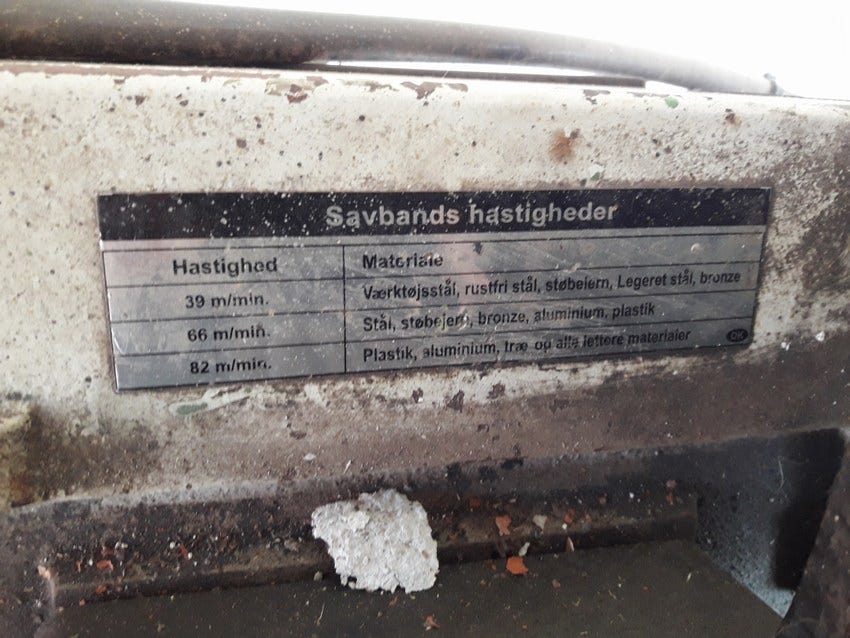 Savbands hastigheder
Hastighed Materiale
39 m/min. Værktøjsstål, rustfri stål, støbejern, Legeret stål, bronze
66 m/min. Stål, støbejern, bronze, aluminium, plastik
82 m/min. Plastik, aluminium, træ og alle lettere materialer
DK